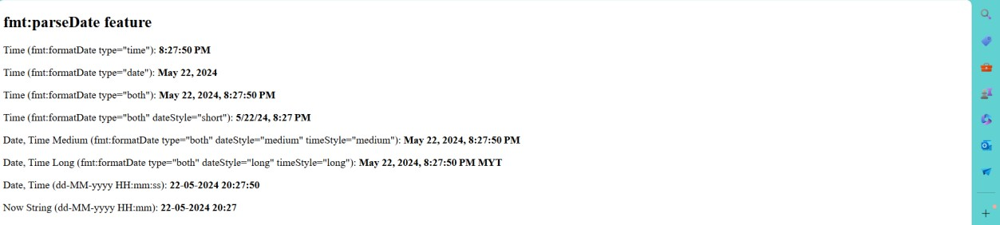 fmt:parseDate feature
Time (fmt:formatDate type="time"): 8:27:50 PM
Time (fmt:formatDate type="date"): May 22, 2024
Time (fmt:formatDate type="both"): May 22, 2024, 8:27:50 PM
Time (fmt:formatDate type="both" dateStyle="short"): 5/22/24, 8:27 PM
Date, Time Medium (fmt:formatDate type="both" dateStyle="medium" timeStyle="medium"): May 22, 2024, 8:27:50 PM
Date, Time Long (fmt:formatDate type="both" dateStyle="long" timeStyle="long"): May 22, 2024, 8:27:50 PM MYT
Date, Time (dd-MM-yyyy HH:mm:ss): 22-05-2024 20:27:50
Now String (dd-MM-yyyy HH:mm): 22-05-2024 20:27